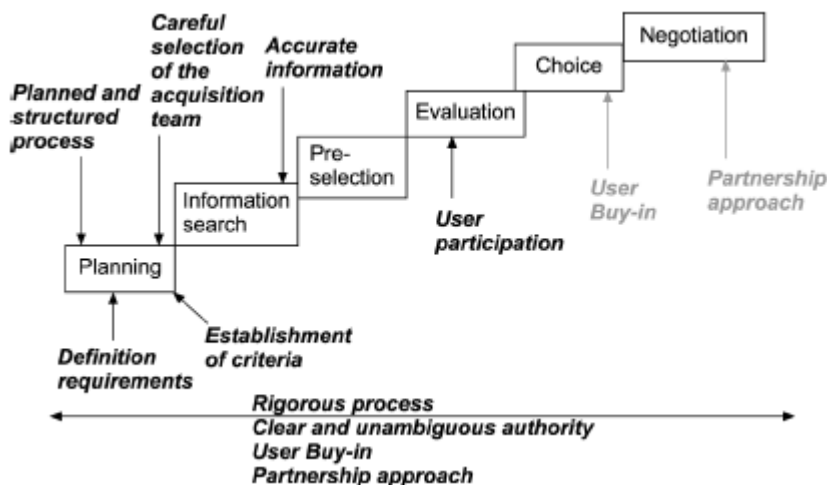 Careful
selection
of the
acquisition
team
Accurate
information
Negotiation
Choice
Planned and
structured
process
Evaluation
Pre-
selection
User
Buy-in
Partnership
approach
Information
search
User
participation
Planning
Definition
requirements
Establishment
of criteria
Rigorous process
Clear and unambiguous authority
User Buy-in
Partnership approach